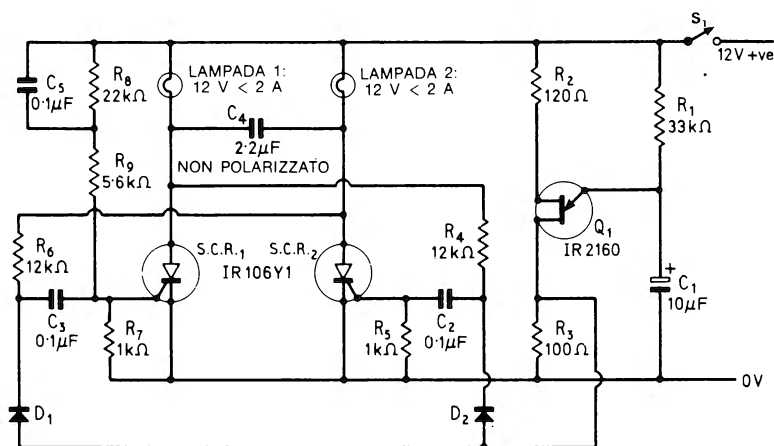 S₁
12V +ve
C₅
0·1µF
R₈
22kΩ
LAMPADA 1:
12 V < 2 A
LAMPADA 2:
12 V < 2 A
R₂
120Ω
R₁
33kΩ
C₄
2·2µF
NON POLARIZZATO
R₉
5·6kΩ
R₆
12kΩ
S.C.R.₁
S.C.R.₂
IR 106Y1
R₄
12kΩ
Q₁
IR 2160
+
C₁
10µF
C₃
0·1µF
R₇
1kΩ
R₅
1kΩ
C₂
0·1µF
R₃
100Ω
0V
D₁
D₂